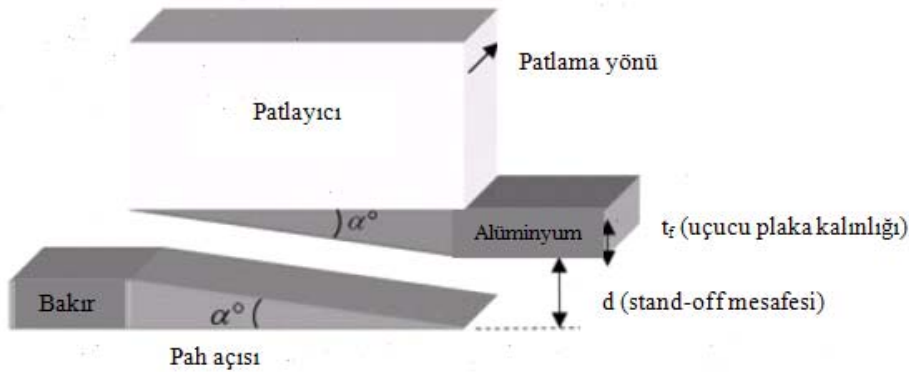 Patlama yönü
Patlayıcı
α°
Alüminyum
t_f (uçucu plaka kalınlığı)
Bakır
α°
d (stand-off mesafesi)
Pah açısı